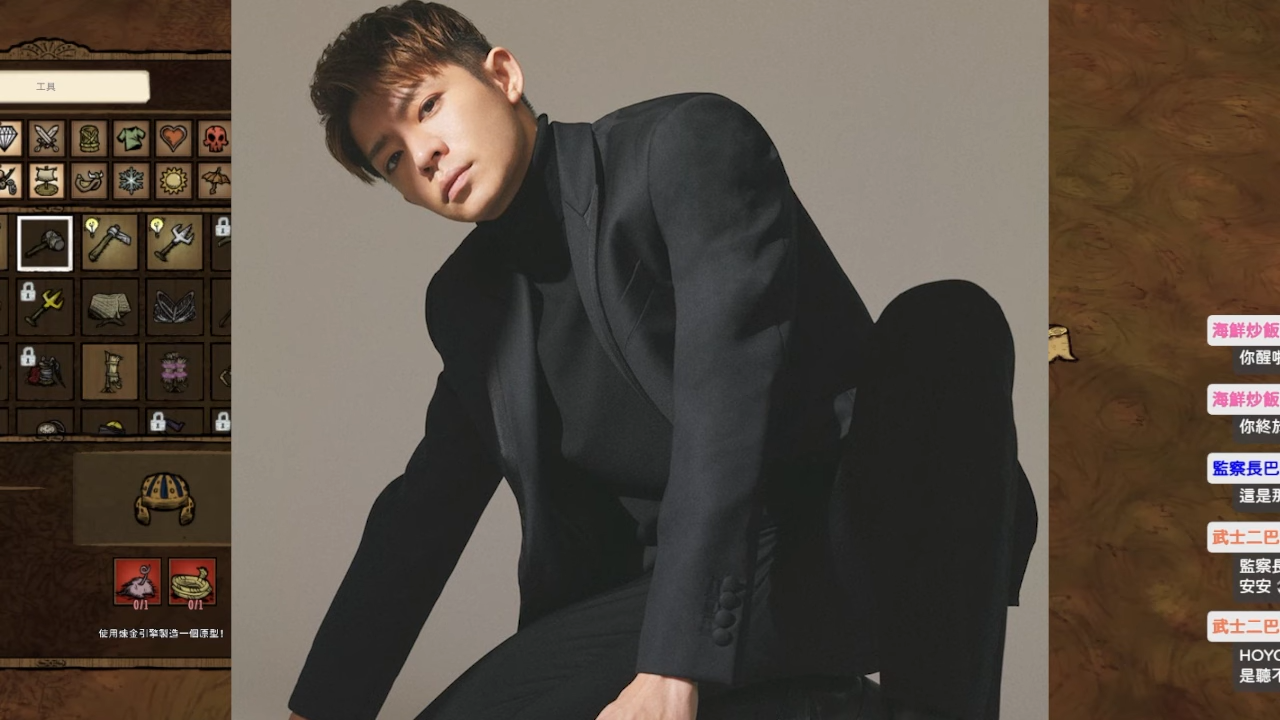 工具
0/1
0/1
使用煉金引擎製造一個原型!
海鮮炒飯
你醒
海鮮炒飯
你終於
監察長巴
這是那
武士二巴
監察長
安安
武士二巴
HOYO
是聽不